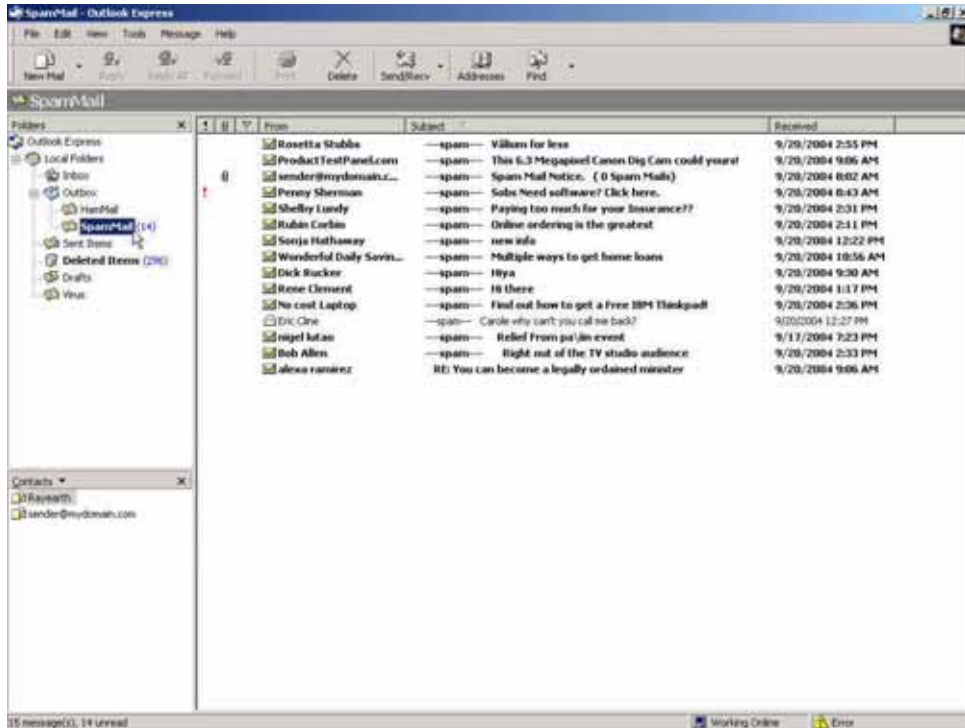 SpamMail - Outlook Express
File Edit View Tools Message Help
New Mail Reply Reply All Forward Print Delete Send/Recv Addresses Find
SpamMail
Folders
! From Subject Received
Outlook Express
Local Folders
Inbox
Outbox
HamMail
SpamMail (14)
Sent Items
Deleted Items (296)
Drafts
Virus
Rosetta Stubbs ---spam--- Välium for less 9/20/2004 2:55 PM
ProductTestPanel.com ---spam--- This 6.3 Megapixel Canon Dig Cam could yours! 9/20/2004 9:06 AM
sender@mydomain.c... ---spam--- Spam Mail Notice. ( 0 Spam Mails) 9/20/2004 8:02 AM
! Penny Sherman ---spam--- Sobs Need software? Click here. 9/20/2004 8:43 AM
Shelby Lundy ---spam--- Paying too much for your Insurance?? 9/20/2004 2:31 PM
Rubin Corbin ---spam--- Online ordering is the greatest 9/20/2004 2:11 PM
Sonja Hathaway ---spam--- new info 9/20/2004 12:22 PM
Wonderful Daily Savin... ---spam--- Multiple ways to get home loans 9/20/2004 10:56 AM
Dick Rucker ---spam--- Hiya 9/20/2004 9:30 AM
Rene Clement ---spam--- Hi there 9/20/2004 1:17 PM
No cost Laptop ---spam--- Find out how to get a Free IBM Thinkpad! 9/20/2004 2:36 PM
Eric Cline ---spam--- Carole why can't you call me back? 9/20/2004 12:27 PM
nigel lutan ---spam--- Relief From pa\in event 9/17/2004 7:23 PM
Bob Allen ---spam--- Right out of the TV studio audience 9/20/2004 2:33 PM
alexa ramirez RE: You can become a legally ordained minister 9/20/2004 9:06 AM
Contacts
Rayearth
sender@mydomain.com
15 message(s), 14 unread Working Online Error